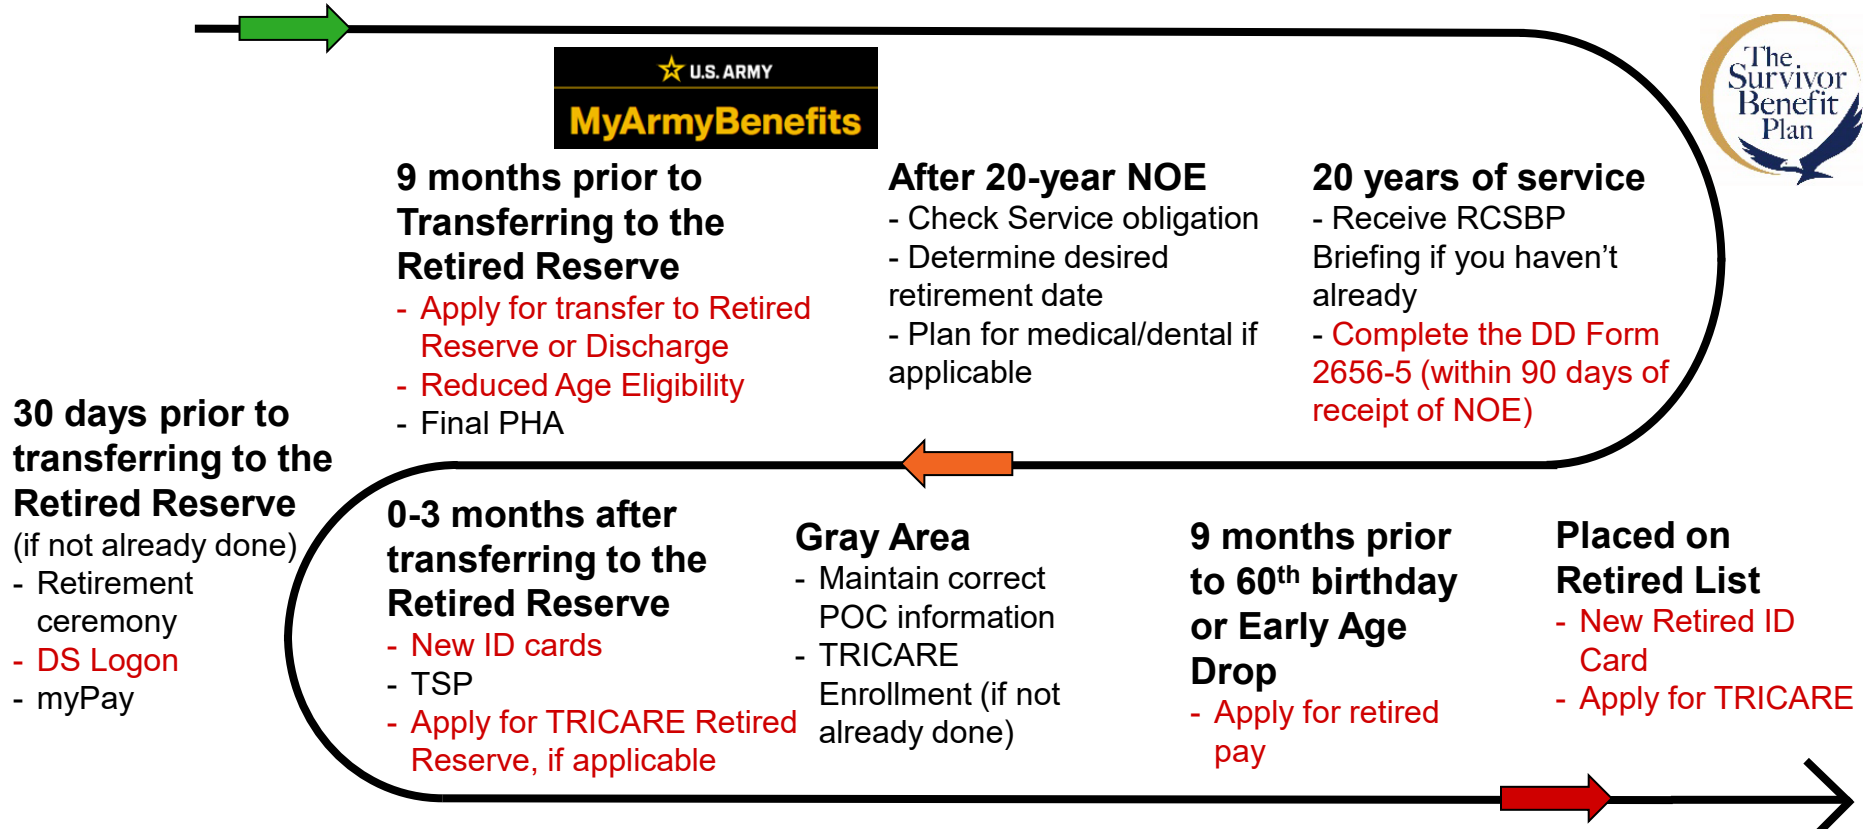 U.S. ARMY
MyArmyBenefits
The
Survivor
Benefit
Plan
20 years of service
- Receive RCSBP
Briefing if you haven’t
already
- Complete the DD Form
2656-5 (within 90 days of
receipt of NOE)
After 20-year NOE
- Check Service obligation
- Determine desired
retirement date
- Plan for medical/dental if
applicable
9 months prior to
Transferring to the
Retired Reserve
- Apply for transfer to Retired
Reserve or Discharge
- Reduced Age Eligibility
- Final PHA
30 days prior to
transferring to the
Retired Reserve
(if not already done)
- Retirement
ceremony
- DS Logon
- myPay
0-3 months after
transferring to the
Retired Reserve
- New ID cards
- TSP
- Apply for TRICARE Retired
Reserve, if applicable
Gray Area
- Maintain correct
POC information
- TRICARE
Enrollment (if not
already done)
9 months prior
to 60th birthday
or Early Age
Drop
- Apply for retired
pay
Placed on
Retired List
- New Retired ID
Card
- Apply for TRICARE